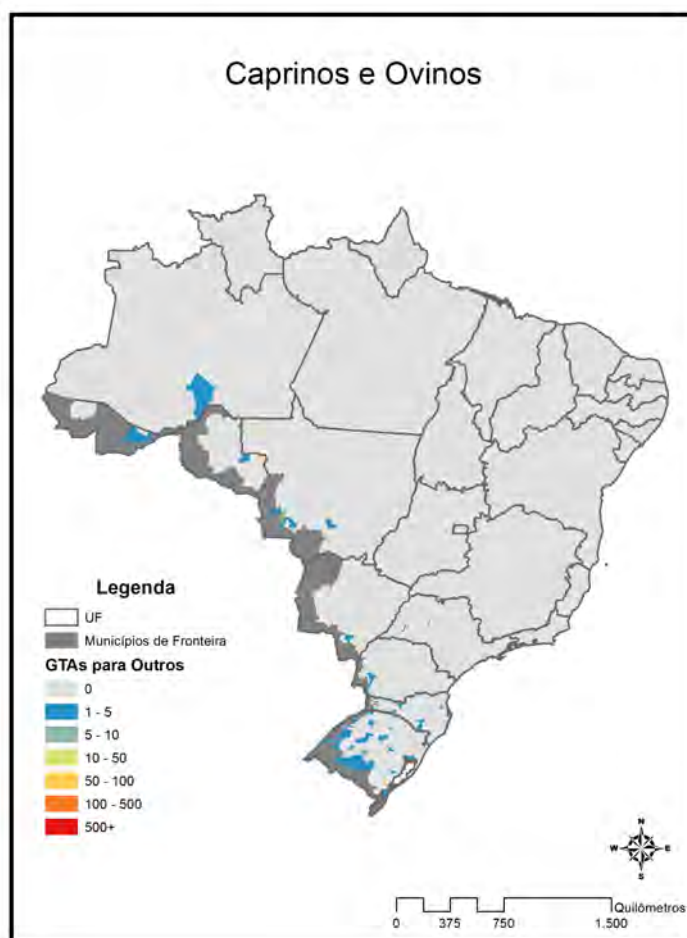 Caprinos e Ovinos
Legenda
UF
Municípios de Fronteira
GTAs para Outros
0
1 - 5
5 - 10
10 - 50
50 - 100
100 - 500
500+
N
W E
S
Quilômetros
0 375 750 1.500